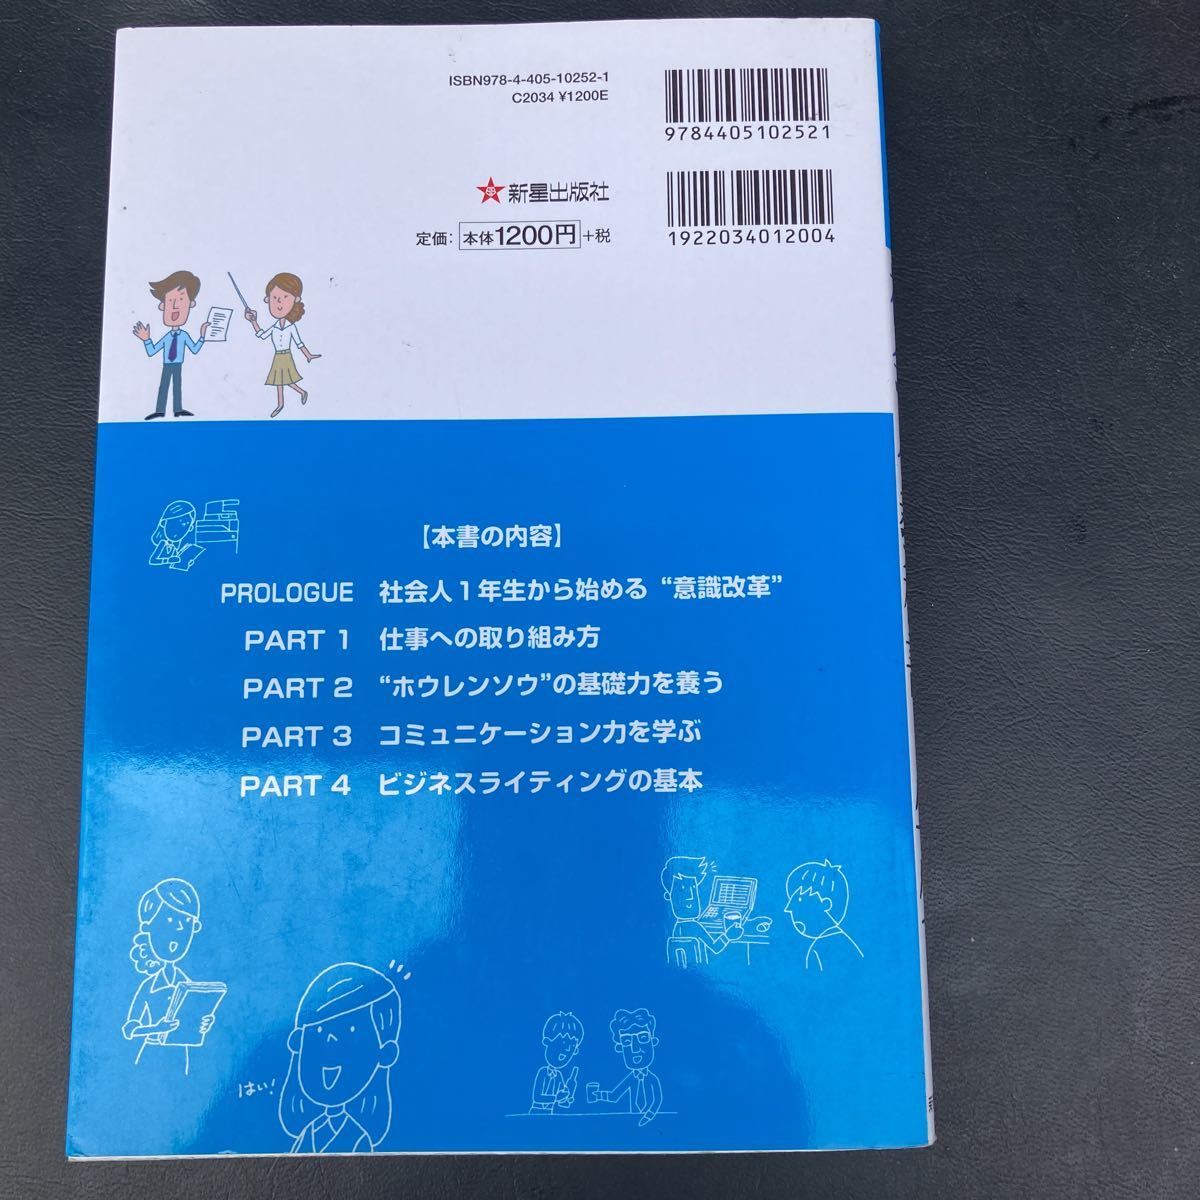 ISBN978-4-405-10252-1
C2034 ¥1200E
9784405102521
新星出版社
定価：本体1200円＋税
1922034012004
【本書の内容】
PROLOGUE 社会人1年生から始める “意識改革”
PART 1 仕事への取り組み方
PART 2 “ホウレンソウ”の基礎力を養う
PART 3 コミュニケーション力を学ぶ
PART 4 ビジネスライティングの基本
はい!